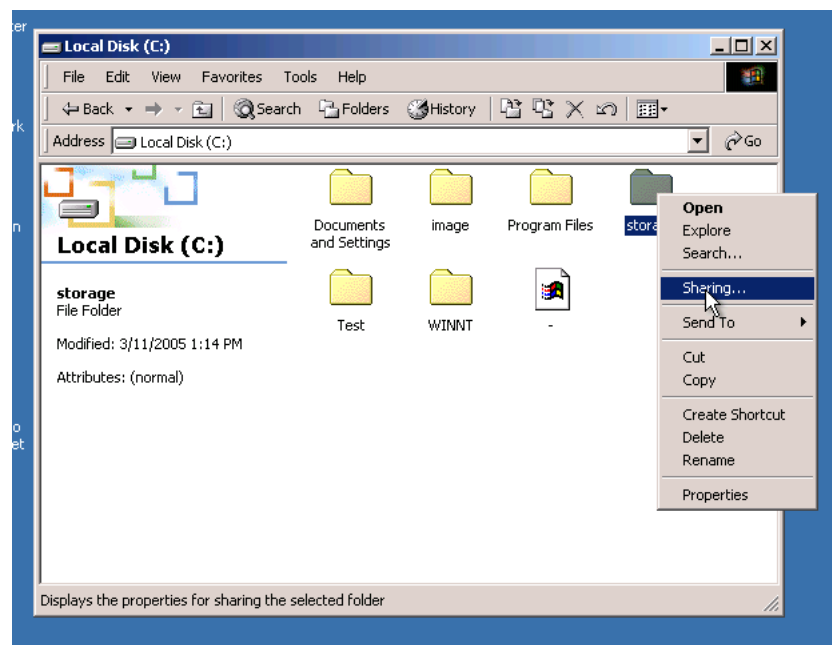 ter
Local Disk (C:)
File Edit View Favorites Tools Help
Back Search Folders History
rk
Address Local Disk (C:) Go
n
Documents and Settings
image
Program Files
stora
Local Disk (C:)
storage
File Folder
Modified: 3/11/2005 1:14 PM
Attributes: (normal)
Test
WINNT
-
Open
Explore
Search...
Sharing...
Send To
Cut
Copy
Create Shortcut
Delete
Rename
Properties
o
et
Displays the properties for sharing the selected folder